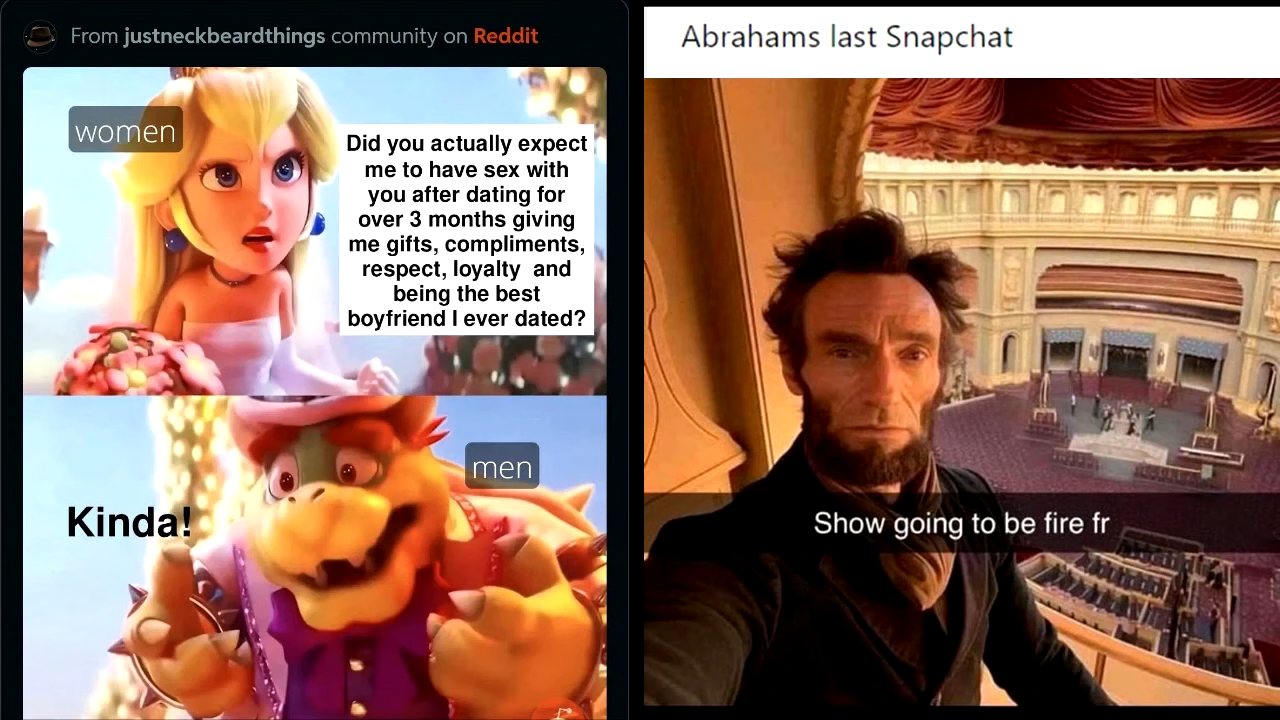 From justneckbeardthings community on Reddit
women
Did you actually expect
me to have sex with
you after dating for
over 3 months giving
me gifts, compliments,
respect, loyalty and
being the best
boyfriend I ever dated?
men
Kinda!
Abrahams last Snapchat
Show going to be fire fr